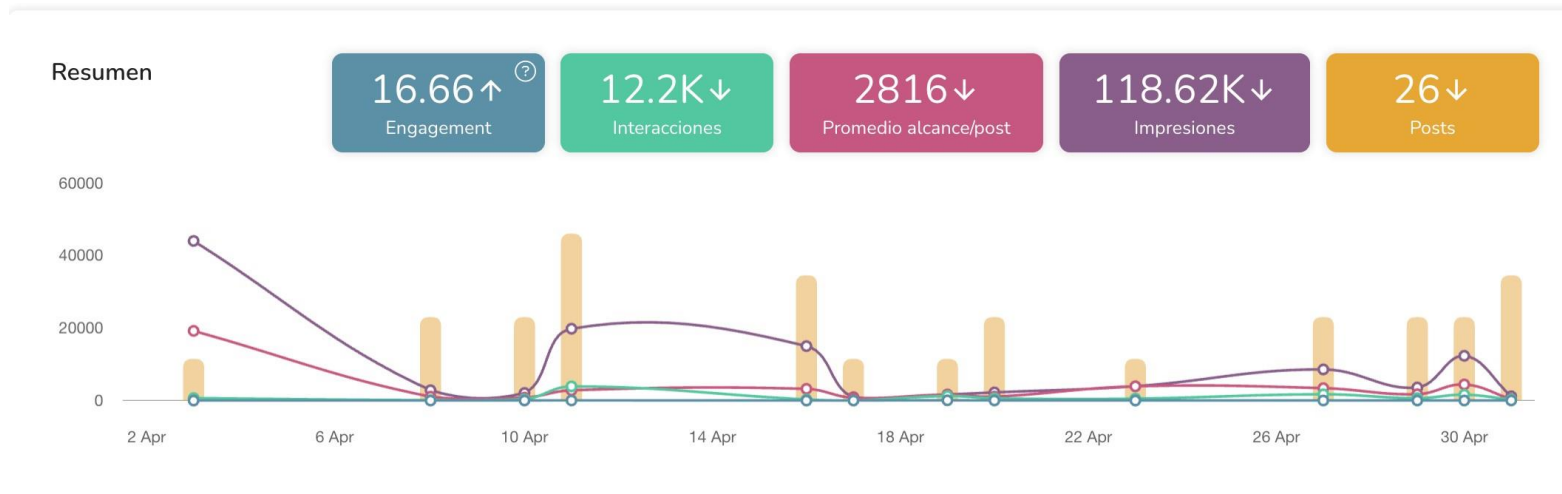 Resumen
16.66↑ ?
Engagement
12.2K↓
Interacciones
2816↓
Promedio alcance/post
118.62K↓
Impresiones
26↓
Posts
60000
40000
20000
0
2 Apr
6 Apr
10 Apr
14 Apr
18 Apr
22 Apr
26 Apr
30 Apr